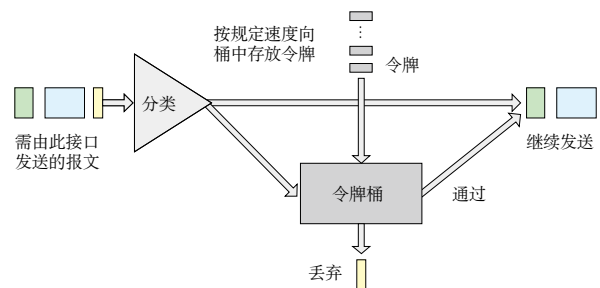 按规定速度向
桶中存放令牌
令牌
分类
需由此接口
发送的报文
继续发送
令牌桶
通过
丢弃